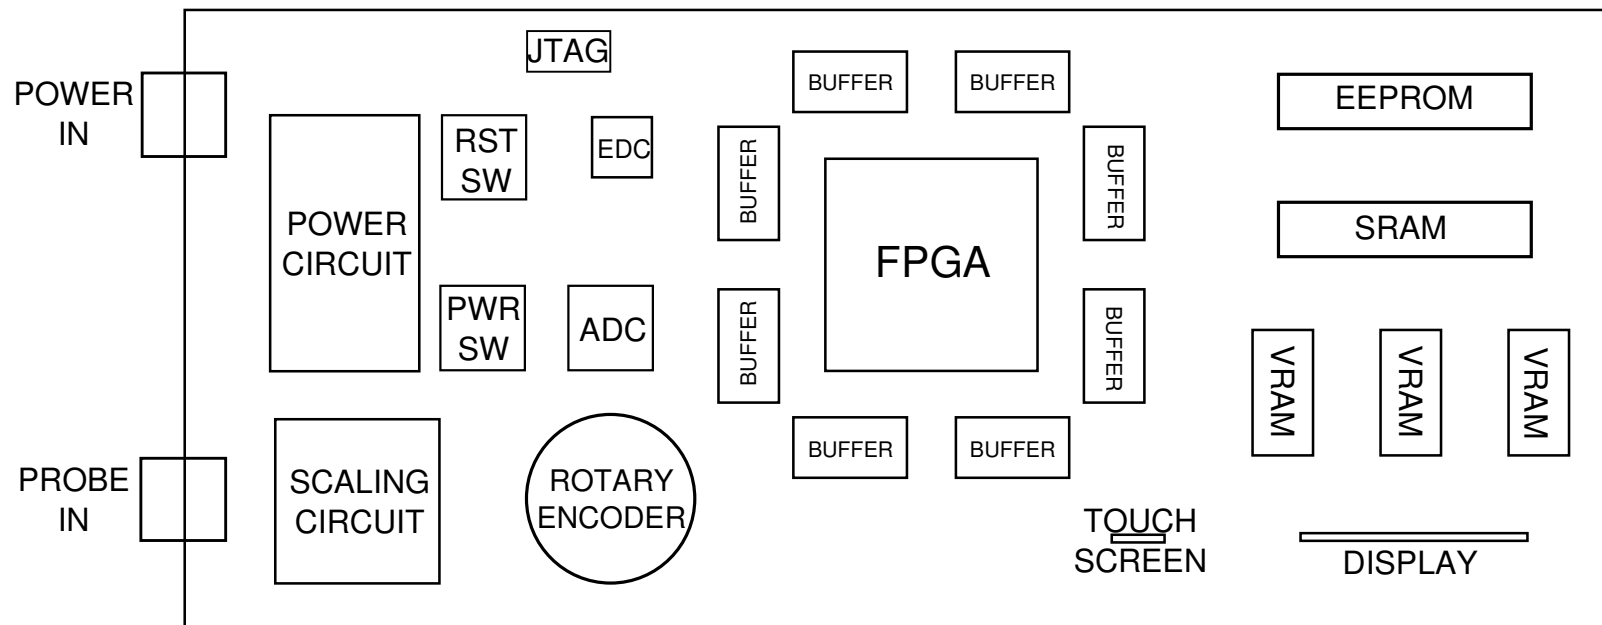 JTAG
BUFFER
BUFFER
POWER
IN
EEPROM
RST
SW
EDC
BUFFER
BUFFER
POWER
CIRCUIT
FPGA
SRAM
PWR
SW
ADC
BUFFER
BUFFER
VRAM
VRAM
VRAM
BUFFER
BUFFER
PROBE
IN
SCALING
CIRCUIT
ROTARY
ENCODER
TOUCH
SCREEN
DISPLAY